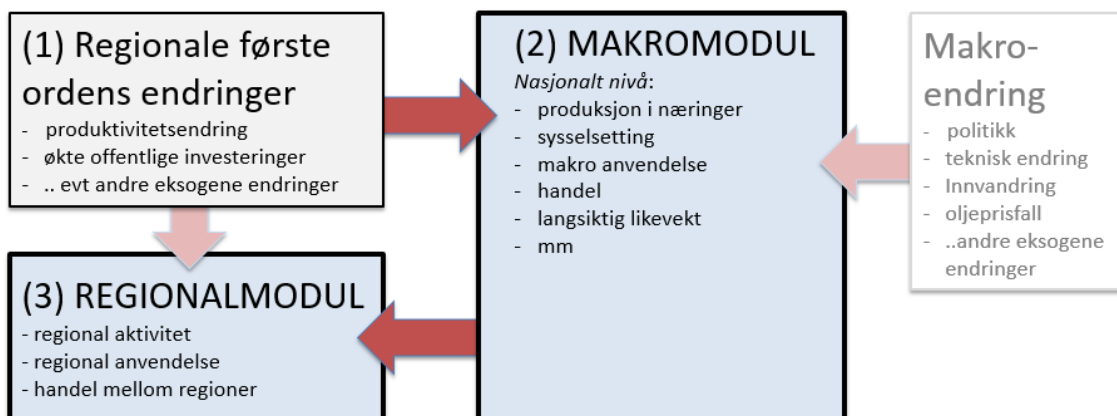 (1) Regionale første
ordens endringer
- produktivitetsendring
- økte offentlige investeringer
- .. evt andre eksogene endringer
(2) MAKROMODUL
Nasjonalt nivå:
- produksjon i næringer
- sysselsetting
- makro anvendelse
- handel
- langsiktig likevekt
- mm
Makro-
endring
- politikk
- teknisk endring
- Innvandring
- oljeprisfall
- ..andre eksogene
endringer
(3) REGIONALMODUL
- regional aktivitet
- regional anvendelse
- handel mellom regioner